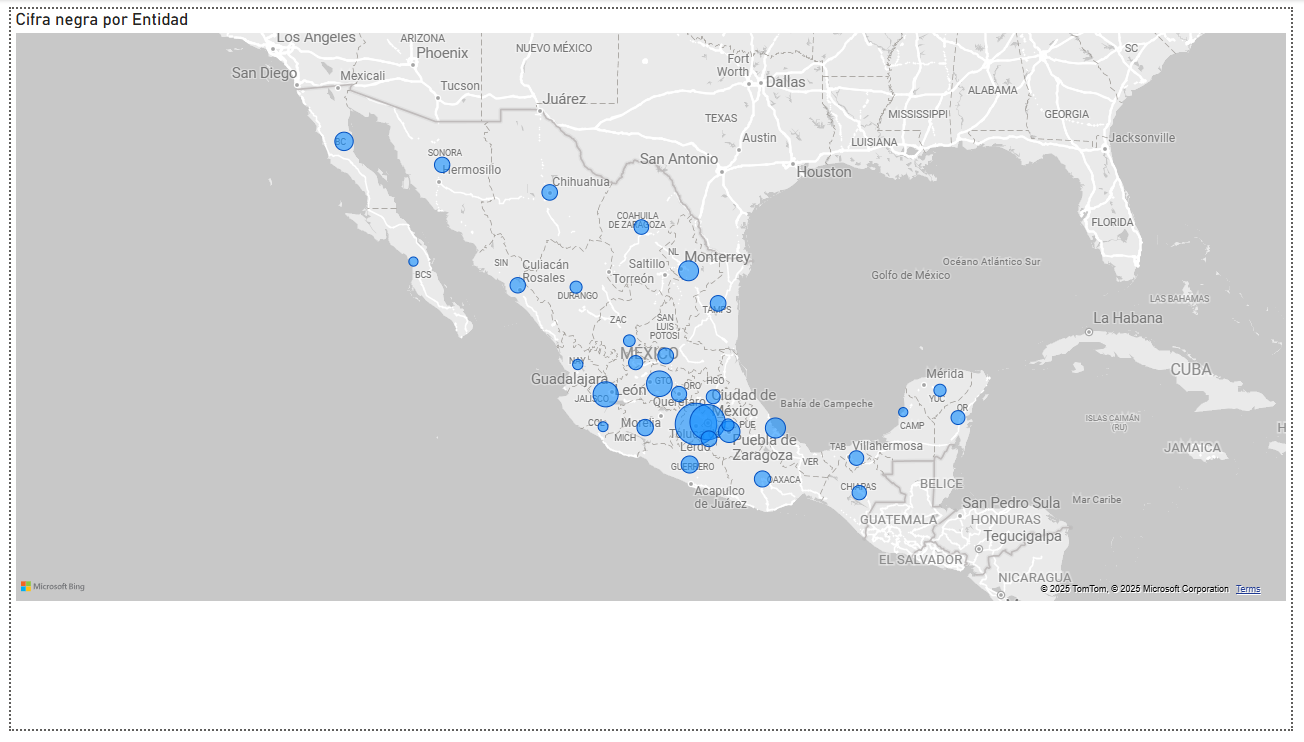 Cifra negra por Entidad
Los Angeles
ARIZONA
NUEVO MÉXICO
SC
Phoenix
Fort
Worth
San Diego
Mexicali
Dallas
Tucson
ALABAMA
Juárez
TEXAS
MISSISSIPPI
GEORGIA
Austin
LUISIANA
Jacksonville
BC
SONORA
San Antonio
Hermosillo
Houston
Chihuahua
COAHUILA
DE ZARAGOZA
FLORIDA
NL
Monterrey
SIN
Culiacán
Rosales
Saltillo
Océano Atlántico Sur
BCS
Torreón
Golfo de México
DURANGO
LAS BAHAMAS
TAMPS
ZAC
SAN
LUIS
POTOSÍ
La Habana
MÉXICO
NAY
CUBA
Guadalajara
León
GTO
QRO
HGO
Mérida
JALISCO
Querétaro
Ciudad de
México
Bahía de Campeche
YUC
QR
COL
Morelia
PUE
CAMP
ISLAS CAIMÁN
(RU)
MICH
Toluca
Lerdo
Puebla de
Zaragoza
TAB
Villahermosa
JAMAICA
H
GUERRERO
VER
OAXACA
CHIAPAS
BELICE
Acapulco
de Juárez
San Pedro Sula
Mar Caribe
GUATEMALA
HONDURAS
Tegucigalpa
EL SALVADOR
NICARAGUA
Microsoft Bing
© 2025 TomTom, © 2025 Microsoft Corporation Terms